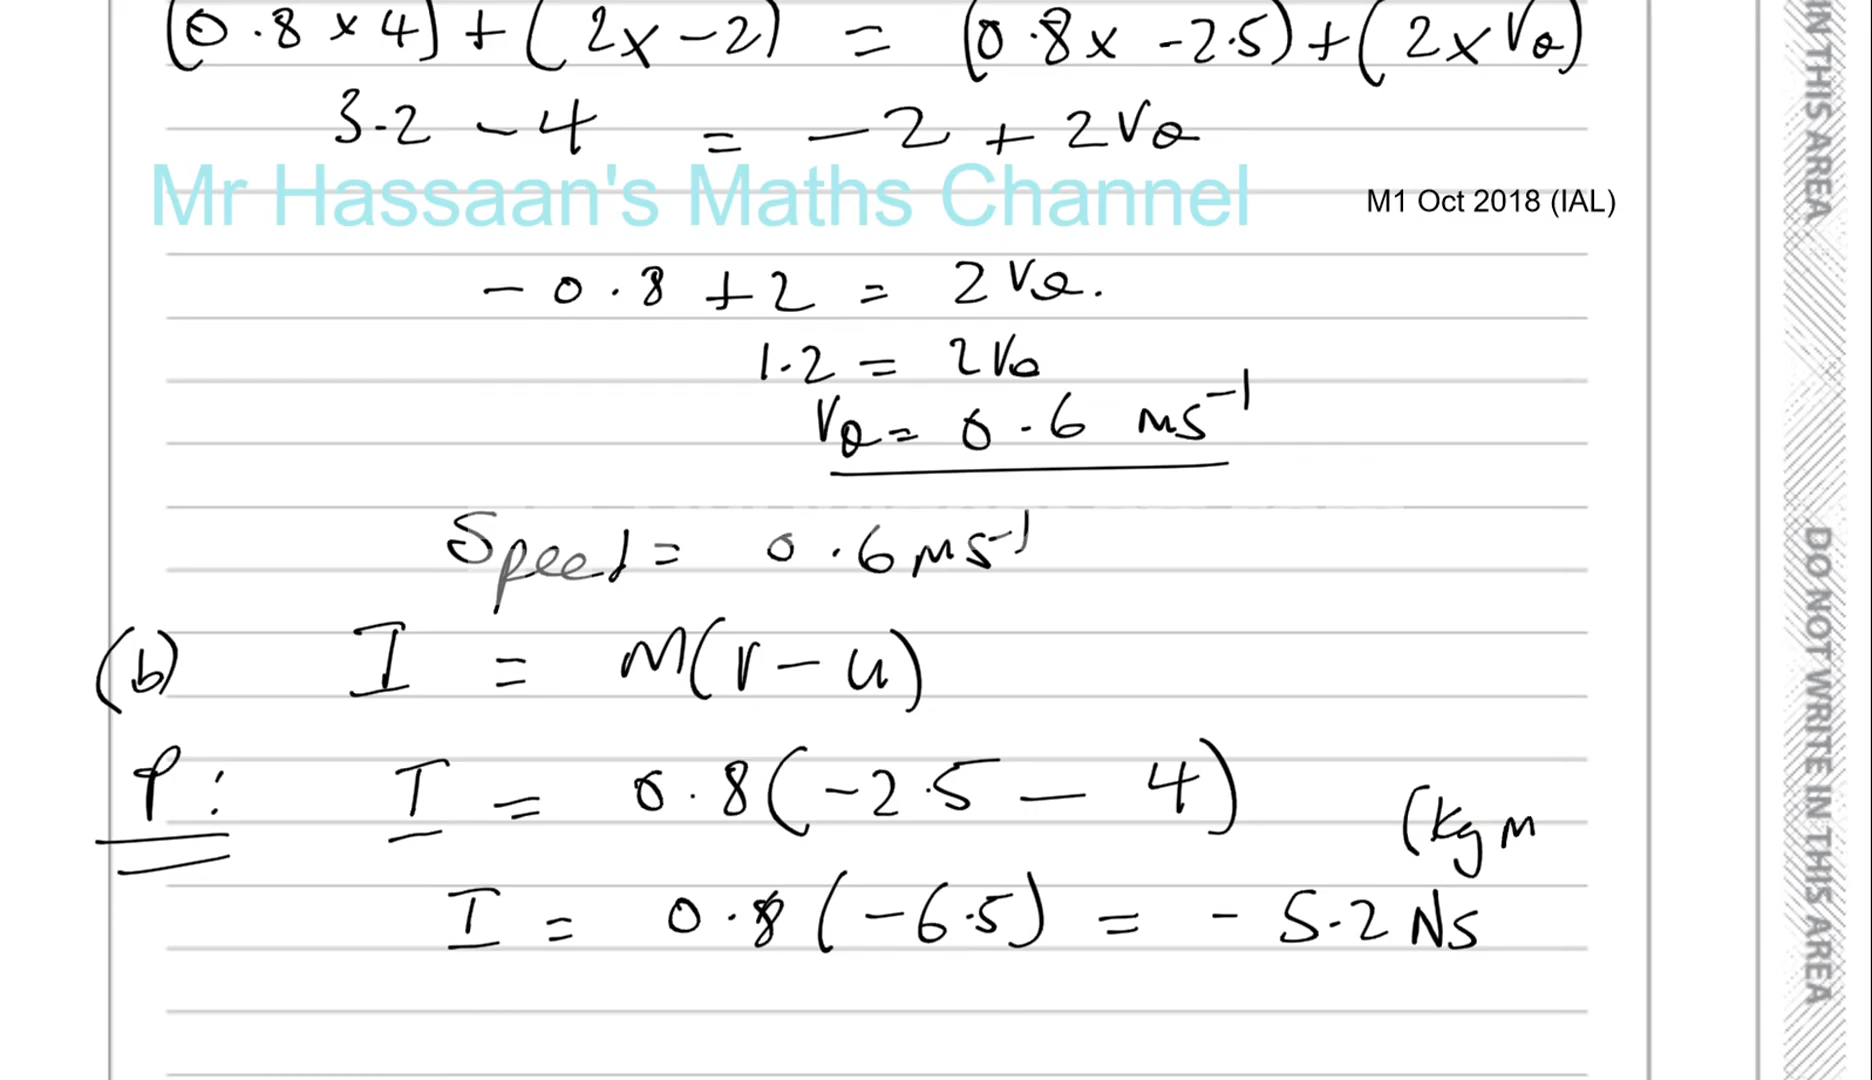 (0.8 × 4) + (2 × -2) = (0.8 × -2.5) + (2 × VQ)
3.2 - 4 = -2 + 2VQ
Mr Hassaan's Maths Channel
M1 Oct 2018 (IAL)
-0.8 + 2 = 2VQ.
1.2 = 2VQ
VQ = 0.6 ms⁻¹
Speed = 0.6 ms⁻¹
(b) I = M(v - u)
P: I = 0.8(-2.5 - 4) (kg m
I = 0.8(-6.5) = -5.2 Ns
IN THIS AREA
DO NOT WRITE IN THIS AREA